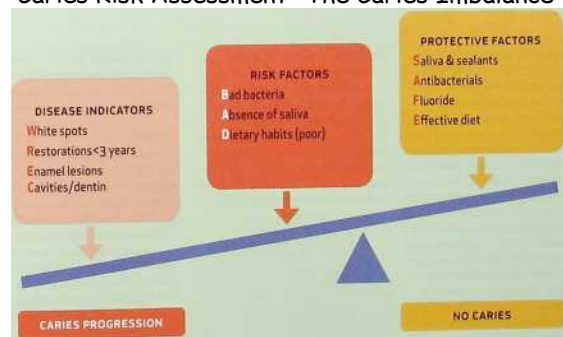 Caries Risk Assessment - The Caries Imbalance
DISEASE INDICATORS
White spots
Restorations<3 years
Enamel lesions
Cavities/dentin
RISK FACTORS
Bad bacteria
Absence of saliva
Dietary habits (poor)
PROTECTIVE FACTORS
Saliva & sealants
Antibacterials
Fluoride
Effective diet
CARIES PROGRESSION
NO CARIES